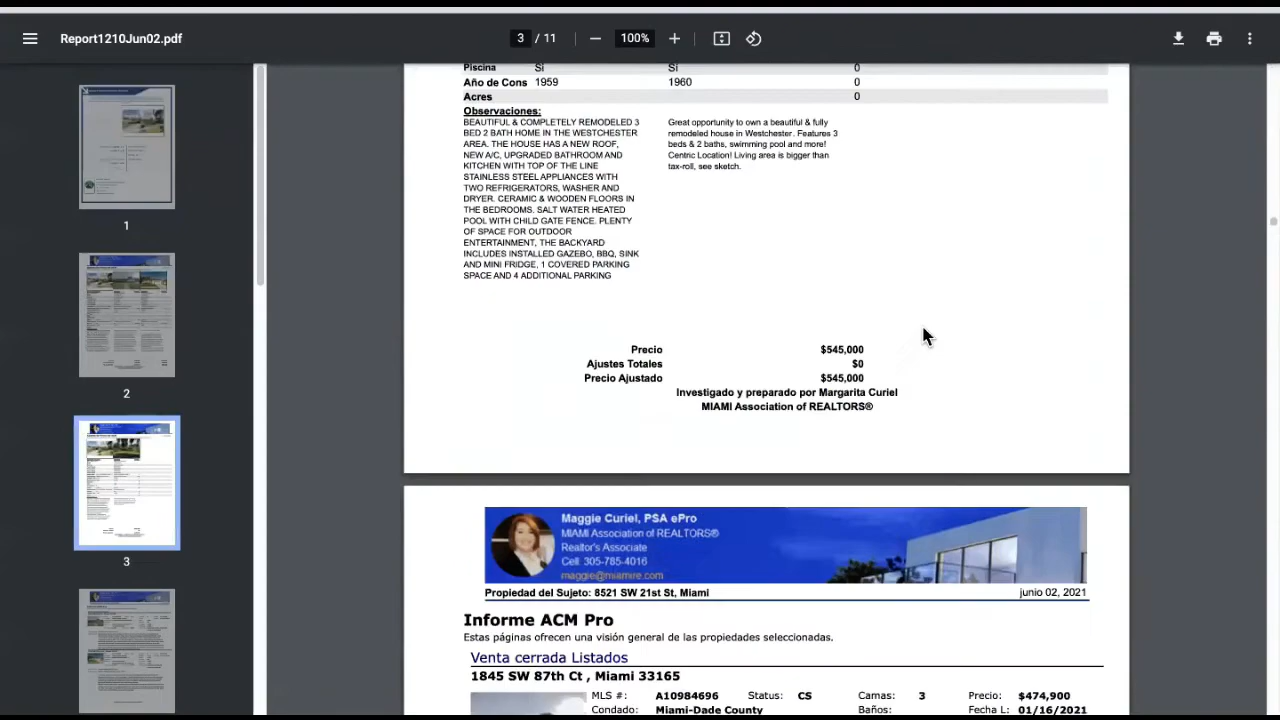 Report1210Jun02.pdf
3 / 11
100%
1
2
3
Piscina Sí Sí 0
Año de Cons 1959 1960 0
Acres 0
Observaciones:
BEAUTIFUL & COMPLETELY REMODELED 3
BED 2 BATH HOME IN THE WESTCHESTER
AREA. THE HOUSE HAS A NEW ROOF,
NEW A/C, UPGRADED BATHROOM AND
KITCHEN WITH TOP OF THE LINE
STAINLESS STEEL APPLIANCES WITH
TWO REFRIGERATORS, WASHER AND
DRYER. CERAMIC & WOODEN FLOORS IN
THE BEDROOMS. SALT WATER HEATED
POOL WITH CHILD GATE FENCE. PLENTY
OF SPACE FOR OUTDOOR
ENTERTAINMENT, THE BACKYARD
INCLUDES INSTALLED GAZEBO, BBQ, SINK
AND MINI FRIDGE, 1 COVERED PARKING
SPACE AND 4 ADDITIONAL PARKING
Great opportunity to own a beautiful & fully
remodeled house in Westchester. Features 3
beds & 2 baths, swimming pool and more!
Centric Location! Living area is bigger than
tax-roll, see sketch.
Precio $545,000
Ajustes Totales $0
Precio Ajustado $545,000
Investigado y preparado por Margarita Curiel
MIAMI Association of REALTORS®
Maggie Curiel, PSA ePro
MIAMI Association of REALTORS®
Realtor's Associate
Cell 305-785-4016
maggie@miamire.com
Propiedad del Sujeto: 8521 SW 21st St, Miami junio 02, 2021
Informe ACM Pro
Estas páginas ofrecen una visión general de las propiedades seleccionadas.
Venta cerrada Listados
1845 SW 87th Ct , Miami 33165
MLS #: A10984696 Status: CS Camas: 3 Precio: $474,900
Condado: Miami-Dade County Baños: Fecha L: 01/16/2021